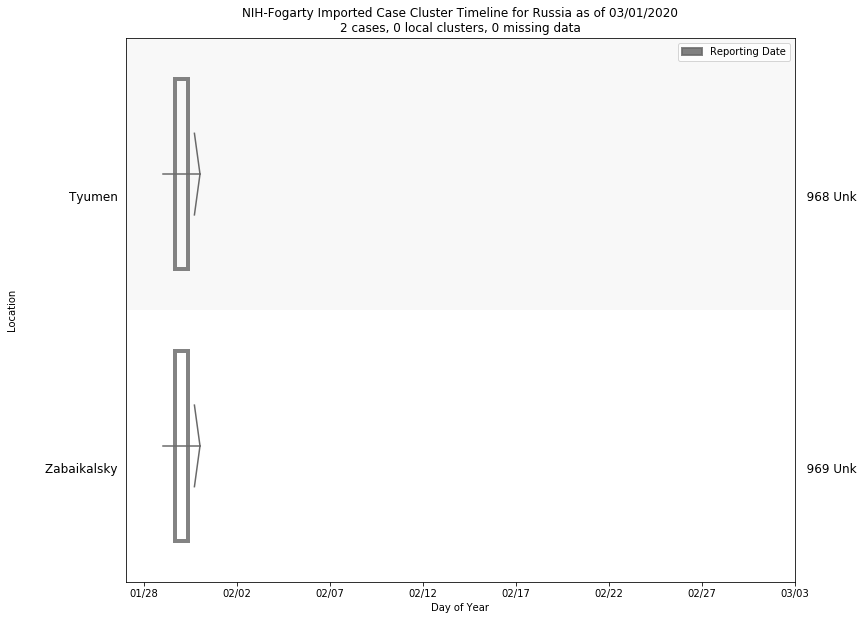 NIH-Fogarty Imported Case Cluster Timeline for Russia as of 03/01/2020
2 cases, 0 local clusters, 0 missing data
Reporting Date
Tyumen
968 Unk
Location
Zabaikalsky
969 Unk
01/28 02/02 02/07 02/12 02/17 02/22 02/27 03/03
Day of Year